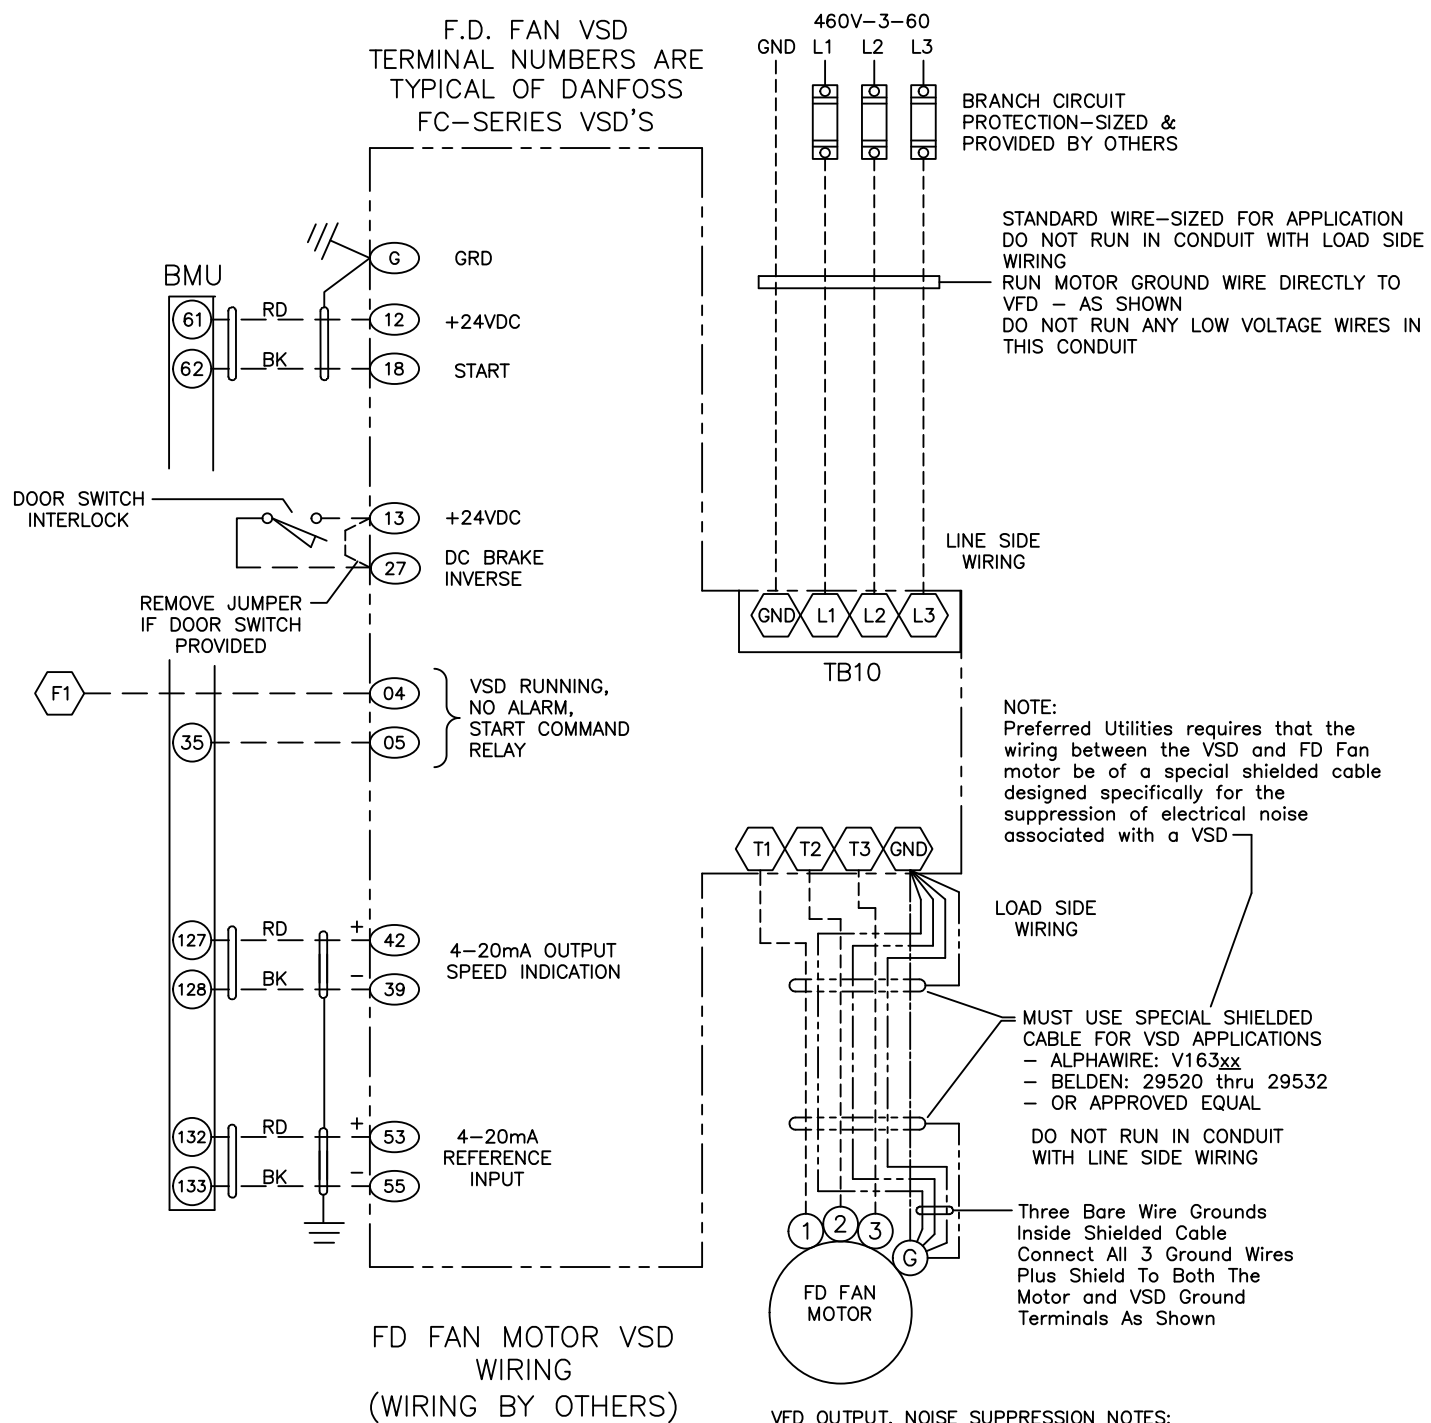 F.D. FAN VSD
TERMINAL NUMBERS ARE
TYPICAL OF DANFOSS
FC-SERIES VSD'S
460V-3-60
GND L1 L2 L3
BRANCH CIRCUIT
PROTECTION-SIZED &
PROVIDED BY OTHERS
STANDARD WIRE-SIZED FOR APPLICATION
DO NOT RUN IN CONDUIT WITH LOAD SIDE
WIRING
RUN MOTOR GROUND WIRE DIRECTLY TO
VFD - AS SHOWN
DO NOT RUN ANY LOW VOLTAGE WIRES IN
THIS CONDUIT
G GRD
BMU
61 RD 12 +24VDC
62 BK 18 START
DOOR SWITCH
INTERLOCK
13 +24VDC
27 DC BRAKE
INVERSE
REMOVE JUMPER
IF DOOR SWITCH
PROVIDED
LINE SIDE
WIRING
GND L1 L2 L3
TB10
F1 04
35 05
VSD RUNNING,
NO ALARM,
START COMMAND
RELAY
NOTE:
Preferred Utilities requires that the
wiring between the VSD and FD Fan
motor be of a special shielded cable
designed specifically for the
suppression of electrical noise
associated with a VSD
T1 T2 T3 GND
LOAD SIDE
WIRING
127 RD + 42
128 BK - 39
4-20mA OUTPUT
SPEED INDICATION
MUST USE SPECIAL SHIELDED
CABLE FOR VSD APPLICATIONS
- ALPHAWIRE: V163xx
- BELDEN: 29520 thru 29532
- OR APPROVED EQUAL
DO NOT RUN IN CONDUIT
WITH LINE SIDE WIRING
132 RD + 53
133 BK - 55
4-20mA
REFERENCE
INPUT
Three Bare Wire Grounds
Inside Shielded Cable
Connect All 3 Ground Wires
Plus Shield To Both The
Motor and VSD Ground
Terminals As Shown
1 2 3 G
FD FAN
MOTOR
FD FAN MOTOR VSD
WIRING
(WIRING BY OTHERS)
VFD OUTPUT, NOISE SUPPRESSION NOTES: